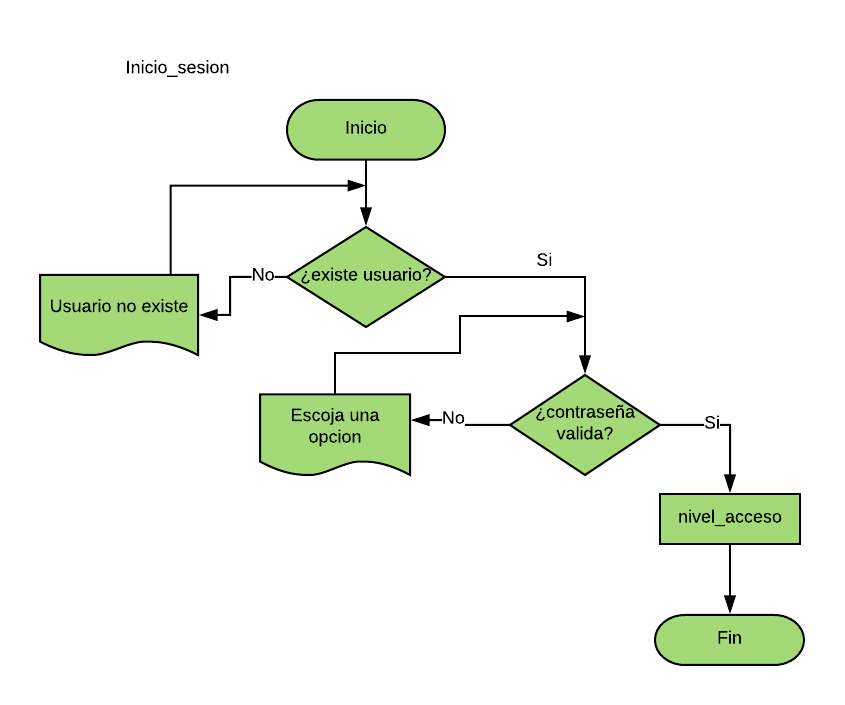 Inicio_sesion
Inicio
Si
No
¿existe usuario?
Usuario no existe
Escoja una
opcion
No
¿contraseña
valida?
Si
nivel_acceso
Fin